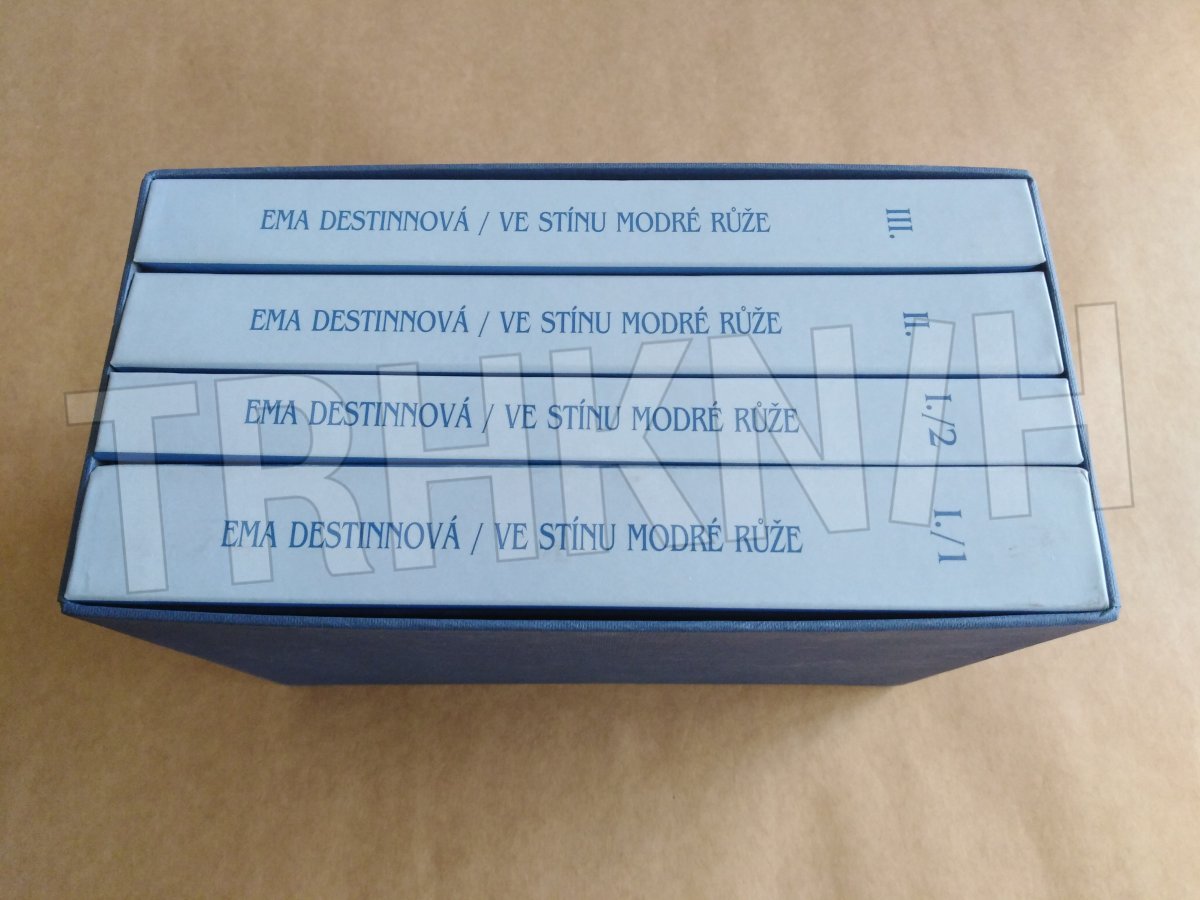 EMA DESTINNOVÁ / VE STÍNU MODRÉ RŮŽE III.
EMA DESTINNOVÁ / VE STÍNU MODRÉ RŮŽE II.
EMA DESTINNOVÁ / VE STÍNU MODRÉ RŮŽE I./2
EMA DESTINNOVÁ / VE STÍNU MODRÉ RŮŽE I./1
TRHKNIH